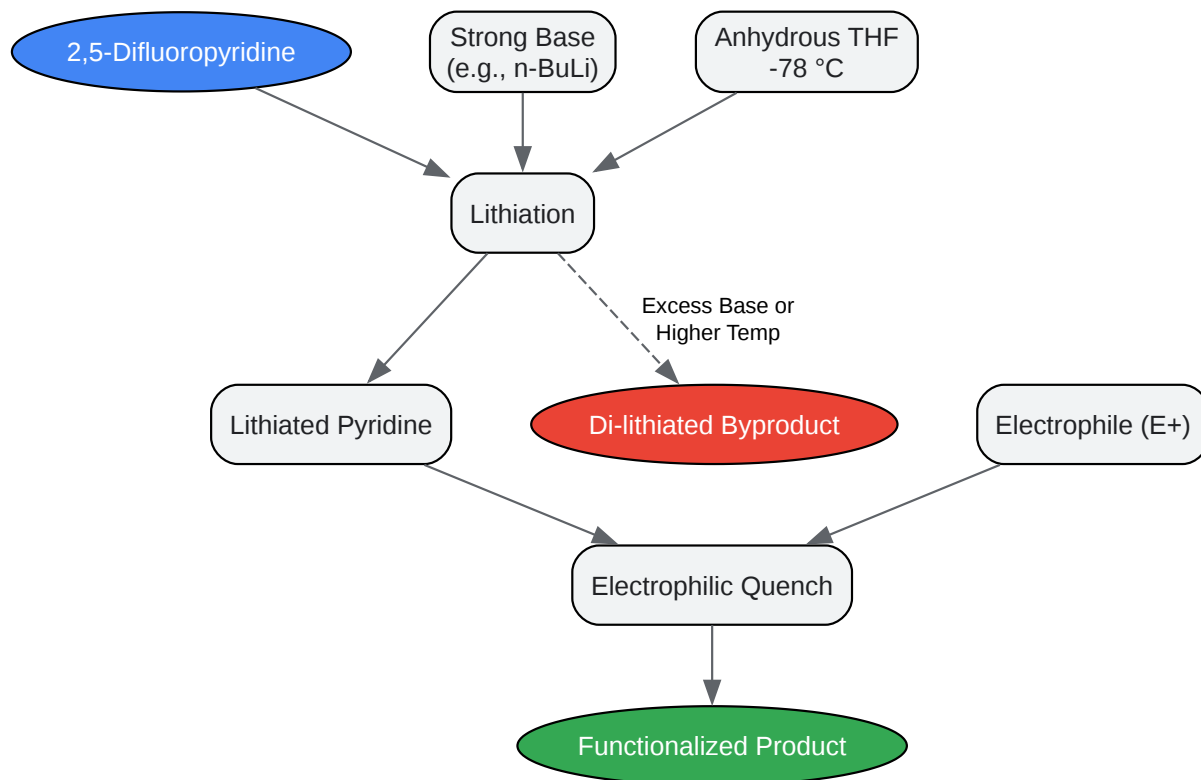 2,5-Difluoropyridine
Strong Base
(e.g., n-BuLi)
Anhydrous THF
-78 °C
Lithiation
Excess Base or
Higher Temp
Lithiated Pyridine
Di-lithiated Byproduct
Electrophile (E+)
Electrophilic Quench
Functionalized Product